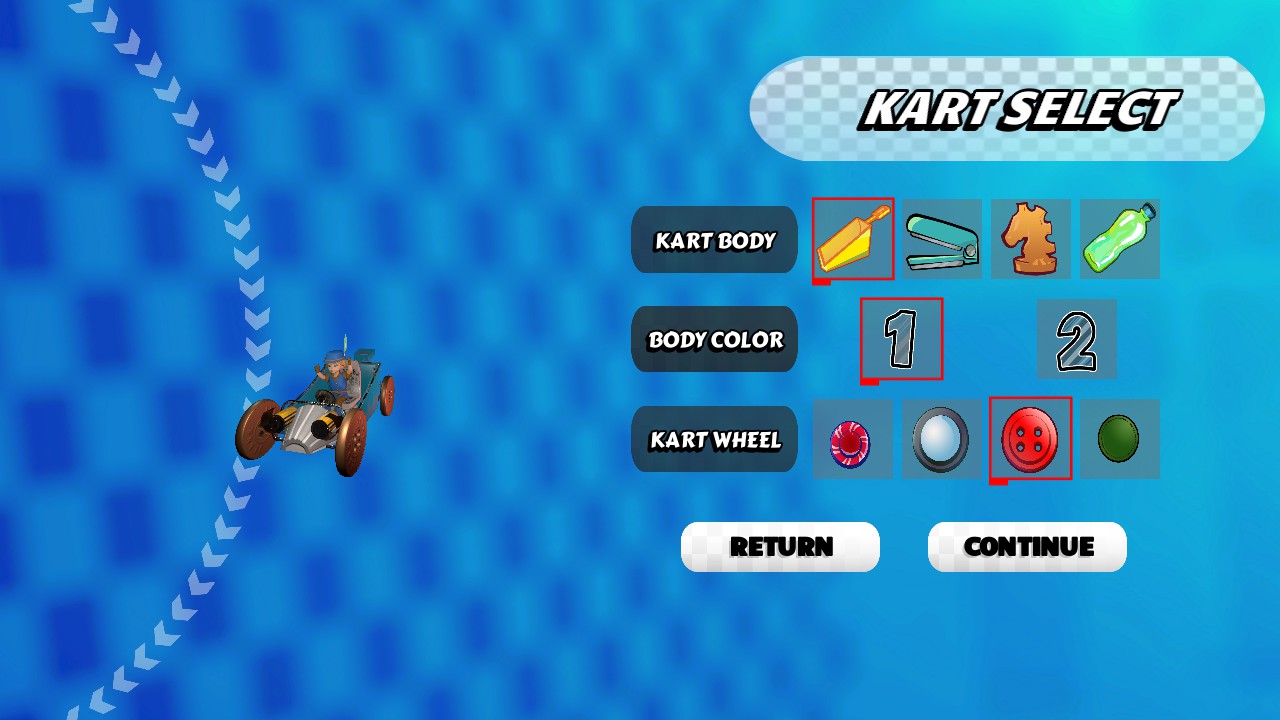 KART SELECT
KART BODY
BODY COLOR
1
2
KART WHEEL
RETURN
CONTINUE